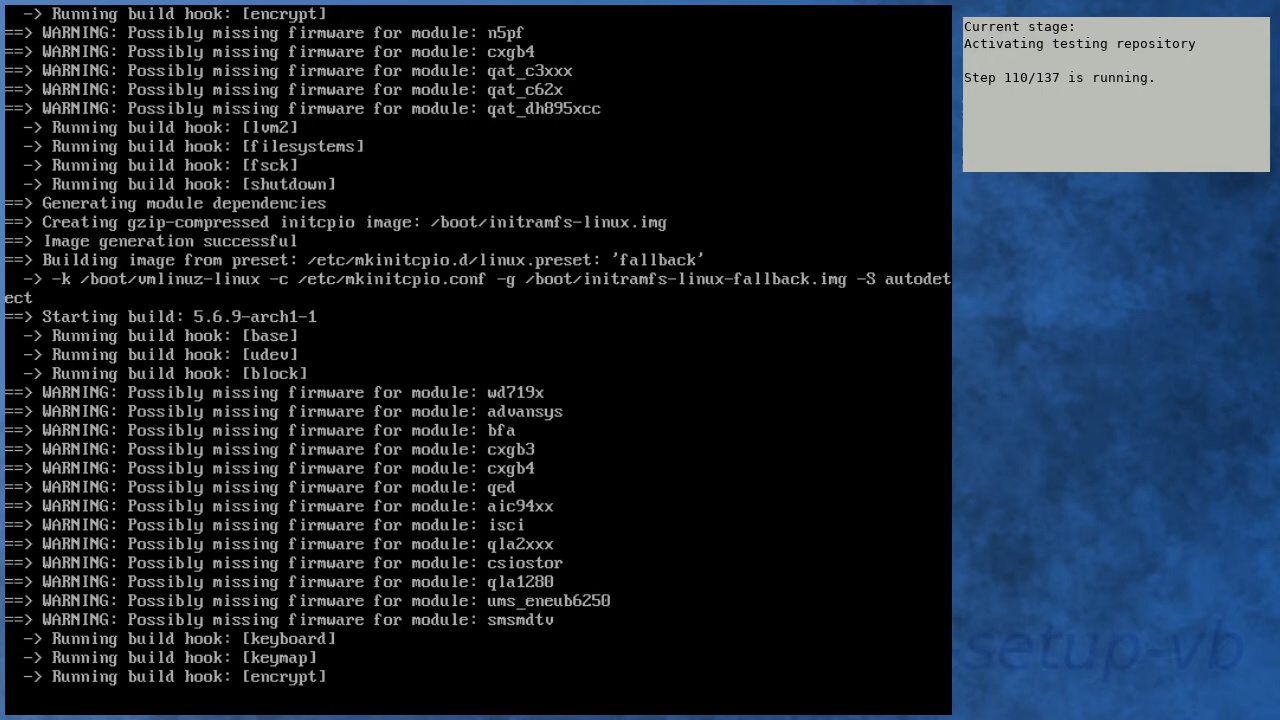 -> Running build hook: [encrypt]
==> WARNING: Possibly missing firmware for module: n5pf
==> WARNING: Possibly missing firmware for module: cxgb4
==> WARNING: Possibly missing firmware for module: qat_c3xxx
==> WARNING: Possibly missing firmware for module: qat_c62x
==> WARNING: Possibly missing firmware for module: qat_dh895xcc
  -> Running build hook: [lvm2]
  -> Running build hook: [filesystems]
  -> Running build hook: [fsck]
  -> Running build hook: [shutdown]
==> Generating module dependencies
==> Creating gzip-compressed initcpio image: /boot/initramfs-linux.img
==> Image generation successful
==> Building image from preset: /etc/mkinitcpio.d/linux.preset: 'fallback'
  -> -k /boot/vmlinuz-linux -c /etc/mkinitcpio.conf -g /boot/initramfs-linux-fallback.img -S autodet
ect
==> Starting build: 5.6.9-arch1-1
  -> Running build hook: [base]
  -> Running build hook: [udev]
  -> Running build hook: [block]
==> WARNING: Possibly missing firmware for module: wd719x
==> WARNING: Possibly missing firmware for module: advansys
==> WARNING: Possibly missing firmware for module: bfa
==> WARNING: Possibly missing firmware for module: cxgb3
==> WARNING: Possibly missing firmware for module: cxgb4
==> WARNING: Possibly missing firmware for module: qed
==> WARNING: Possibly missing firmware for module: aic94xx
==> WARNING: Possibly missing firmware for module: isci
==> WARNING: Possibly missing firmware for module: qla2xxx
==> WARNING: Possibly missing firmware for module: csiostor
==> WARNING: Possibly missing firmware for module: qla1280
==> WARNING: Possibly missing firmware for module: ums_eneub6250
==> WARNING: Possibly missing firmware for module: smsmdtv
  -> Running build hook: [keyboard]
  -> Running build hook: [keymap]
  -> Running build hook: [encrypt]
Current stage:
Activating testing repository
Step 110/137 is running.
setup-vb